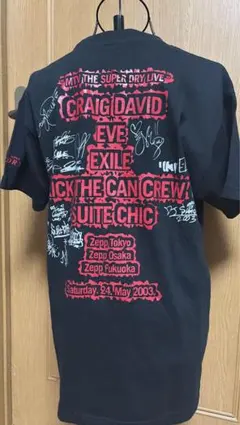 MTV THE SUPER DRY LIVE
CRAIG DAVID
EVE
EXILE
ICK THE CAN CREW
SUITE CHIC
Zepp Tokyo
Zepp Osaka
Zepp Fukuoka
Saturday. 24. May 2003.